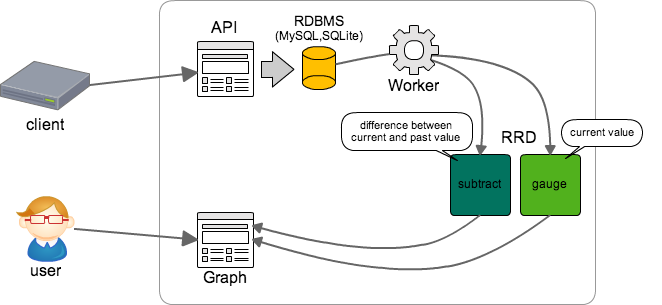 API
RDBMS
(MySQL,SQLite)
Worker
client
difference between
current and past value
RRD
current value
subtract
gauge
user
Graph